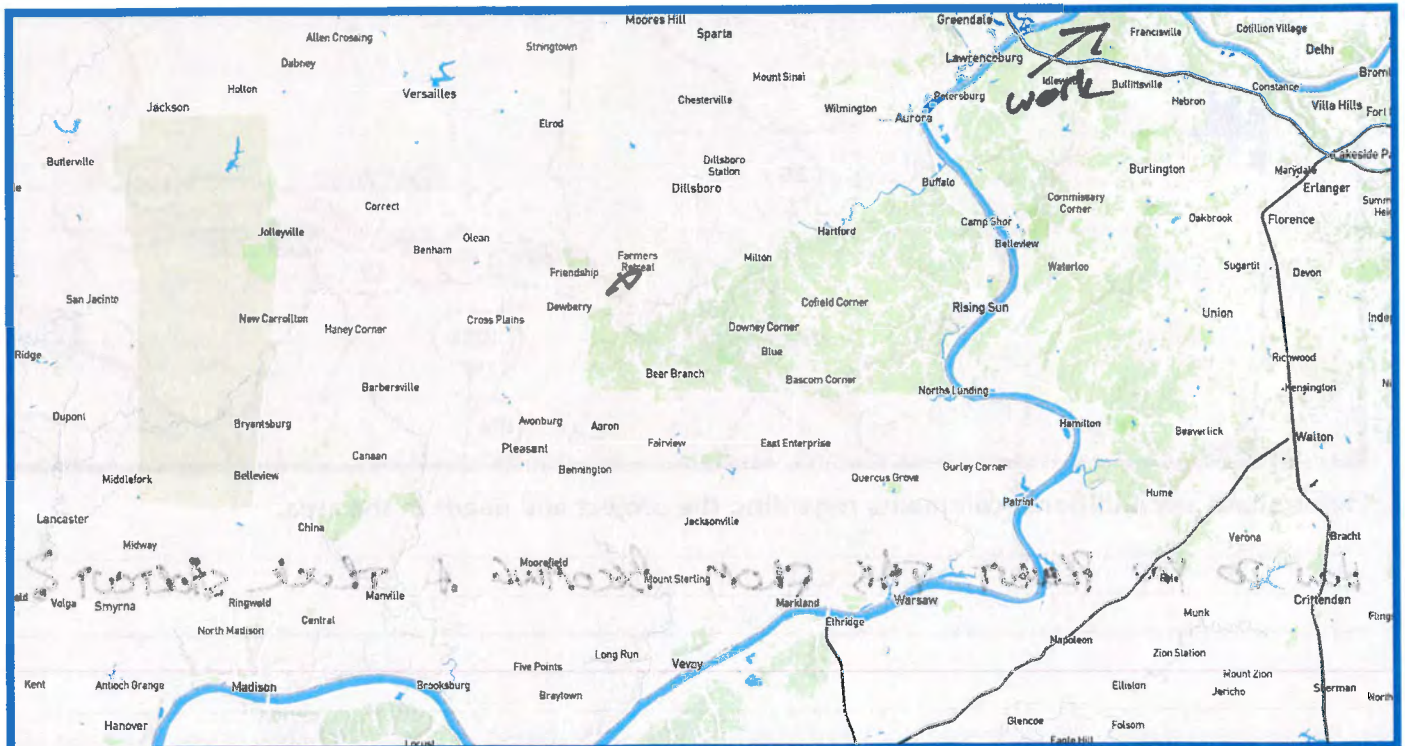 Moores Hill
Greendale
Cotillion Village
Allen Crossing
Sparta
Francisville
Stringtown
Delhi
Dabney
Lawrenceburg
Mount Sinai
Holton
Versailles
Bullittsville
Constance
work
Jackson
Chesterville
Wilmington
Petersburg
Hebron
Villa Hills
Elrod
Aurora
Butlerville
Dillsboro
Station
Burlington
Lakeside
Marydale
Dillsboro
Buffalo
Erlanger
Correct
Commissary
Corner
Oakbrook
Florence
Jolleyville
Olean
Hartford
Camp Shor
Benham
Belleview
Farmers
Retreat
Milton
Friendship
Waterloo
Sugartit
Devon
San Jacinto
Dewberry
Cofield Corner
Rising Sun
New Carrollton
Haney Corner
Cross Plains
Downey Corner
Union
Ridge
Blue
Richwood
Barbersville
Bear Branch
Bascom Corner
Norths Landing
Kensington
Dupont
Bryantsburg
Avonburg
Aaron
Hamilton
Beaverlick
Walton
Canaan
Pleasant
Fairview
East Enterprise
Middlefork
Belleview
Bennington
Gurley Corner
Quercus Grove
Hume
Lancaster
China
Jacksonville
Patriot
Midway
Verona
Bracht
Moorefield
Mount Sterling
Volga
Smyrna
Ringwald
Manville
Markland
Warsaw
Crittenden
North Madison
Central
Ethridge
Munk
Napoleon
Zion Station
Five Points
Long Run
Vevay
Mount Zion
Kent
Antioch Grange
Madison
Brooksburg
Braytown
Elliston
Jericho
Sherman
Hanover
Glencoe
Folsom
Eagle Hill
Locust